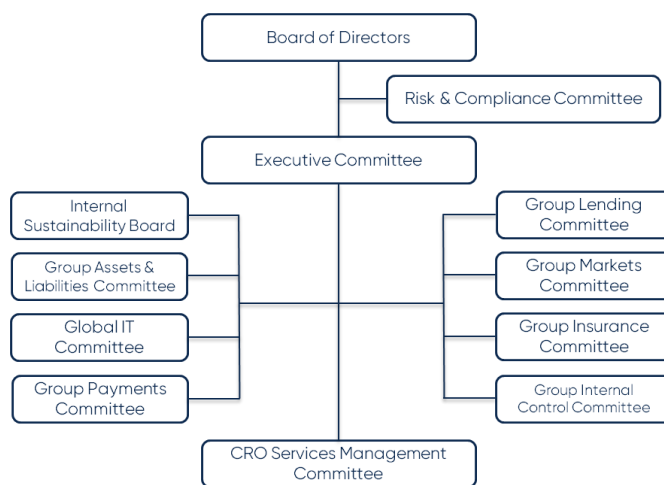 Board of Directors
Risk & Compliance Committee
Executive Committee
Internal
Sustainability Board
Group Assets &
Liabilities Committee
Global IT
Committee
Group Payments
Committee
Group Lending
Committee
Group Markets
Committee
Group Insurance
Committee
Group Internal
Control Committee
CRO Services Management
Committee